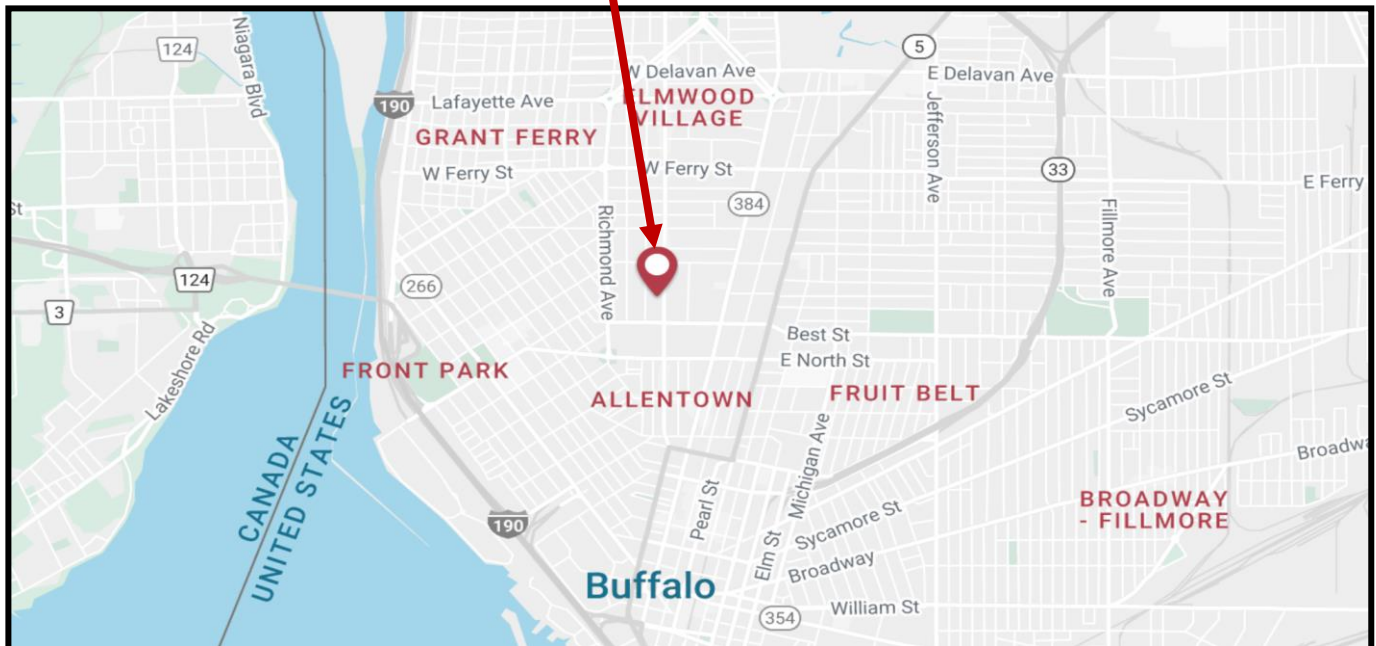 124
Niagara Blvd
190
Lafayette Ave
GRANT FERRY
W Ferry St
W Delavan Ave
ELMWOOD
VILLAGE
W Ferry St
384
5
E Delavan Ave
Jefferson Ave
33
Fillmore Ave
E Ferry
St
124
3
266
Richmond Ave
Lakeshore Rd
FRONT PARK
Best St
E North St
ALLENTOWN
FRUIT BELT
Sycamore St
Broadwa
CANADA
UNITED STATES
190
Pearl St
Michigan Ave
Elm St
Sycamore St
Broadway
BROADWAY
- FILLMORE
Buffalo
354
William St